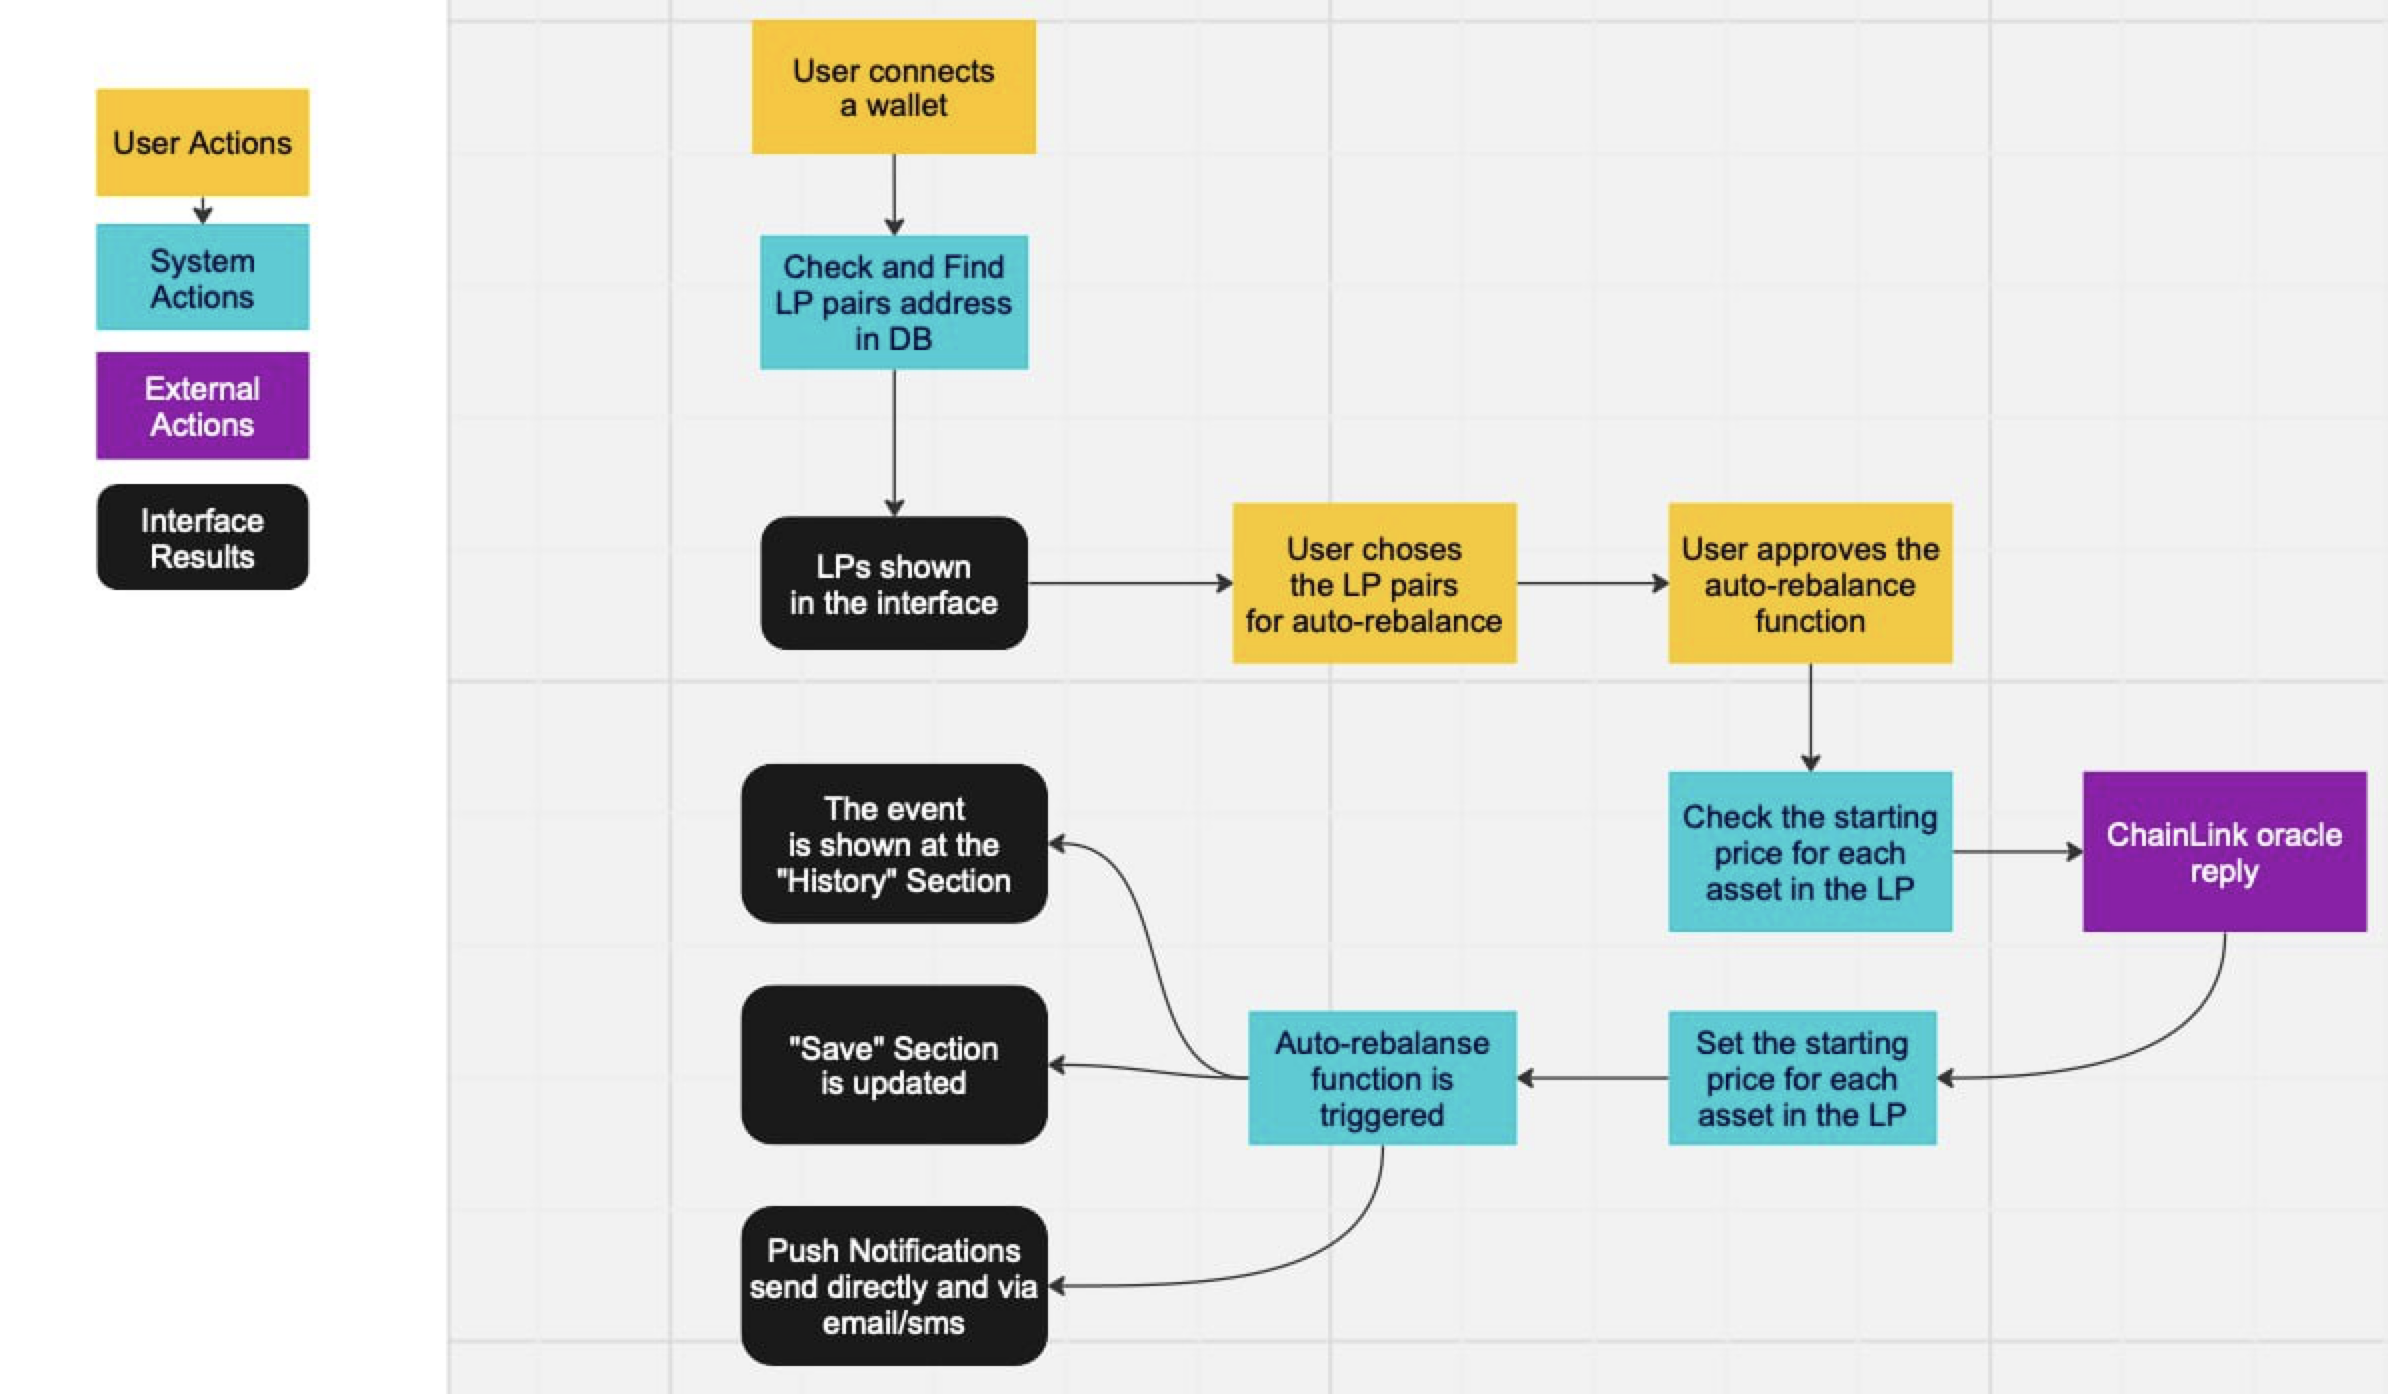 User Actions
System
Actions
External
Actions
Interface
Results
User connects
a wallet
Check and Find
LP pairs address
in DB
LPs shown
in the interface
User choses
the LP pairs
for auto-rebalance
User approves the
auto-rebalance
function
Check the starting
price for each
asset in the LP
ChainLink oracle
reply
Set the starting
price for each
asset in the LP
Auto-rebalanse
function is
triggered
The event
is shown at the
"History" Section
"Save" Section
is updated
Push Notifications
send directly and via
email/sms